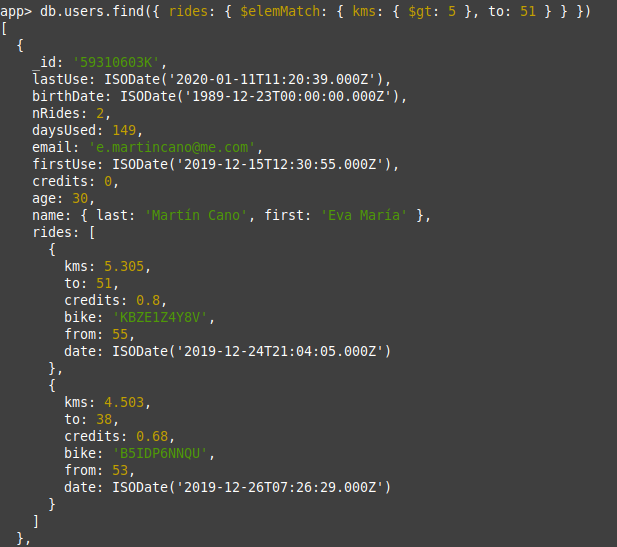 app> db.users.find({ rides: { $elemMatch: { kms: { $gt: 5 }, to: 51 } } })
[
  {
    _id: '59310603K',
    lastUse: ISODate('2020-01-11T11:20:39.000Z'),
    birthDate: ISODate('1989-12-23T00:00:00.000Z'),
    nRides: 2,
    daysUsed: 149,
    email: 'e.martincano@me.com',
    firstUse: ISODate('2019-12-15T12:30:55.000Z'),
    credits: 0,
    age: 30,
    name: { last: 'Martín Cano', first: 'Eva María' },
    rides: [
      {
        kms: 5.305,
        to: 51,
        credits: 0.8,
        bike: 'KBZE1Z4Y8V',
        from: 55,
        date: ISODate('2019-12-24T21:04:05.000Z')
      },
      {
        kms: 4.503,
        to: 38,
        credits: 0.68,
        bike: 'B5IDP6NNQU',
        from: 53,
        date: ISODate('2019-12-26T07:26:29.000Z')
      }
    ]
  },